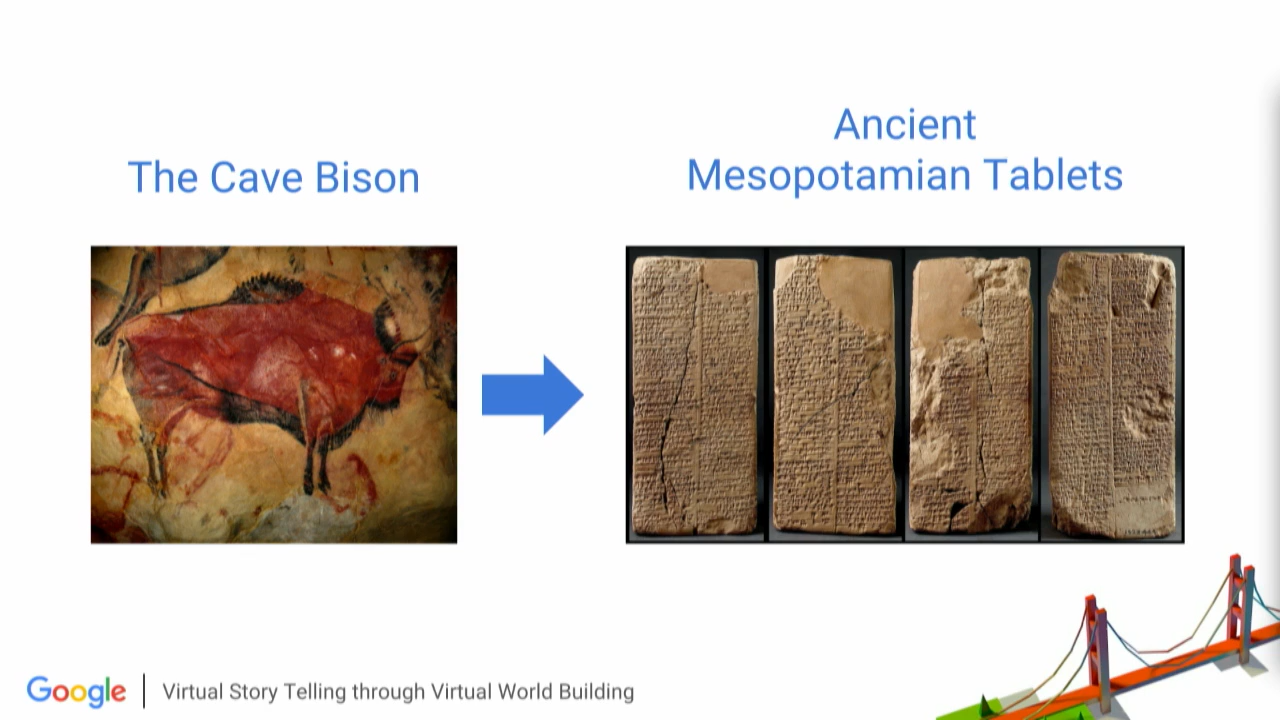 The Cave Bison
Ancient
Mesopotamian Tablets
Google
Virtual Story Telling through Virtual World Building